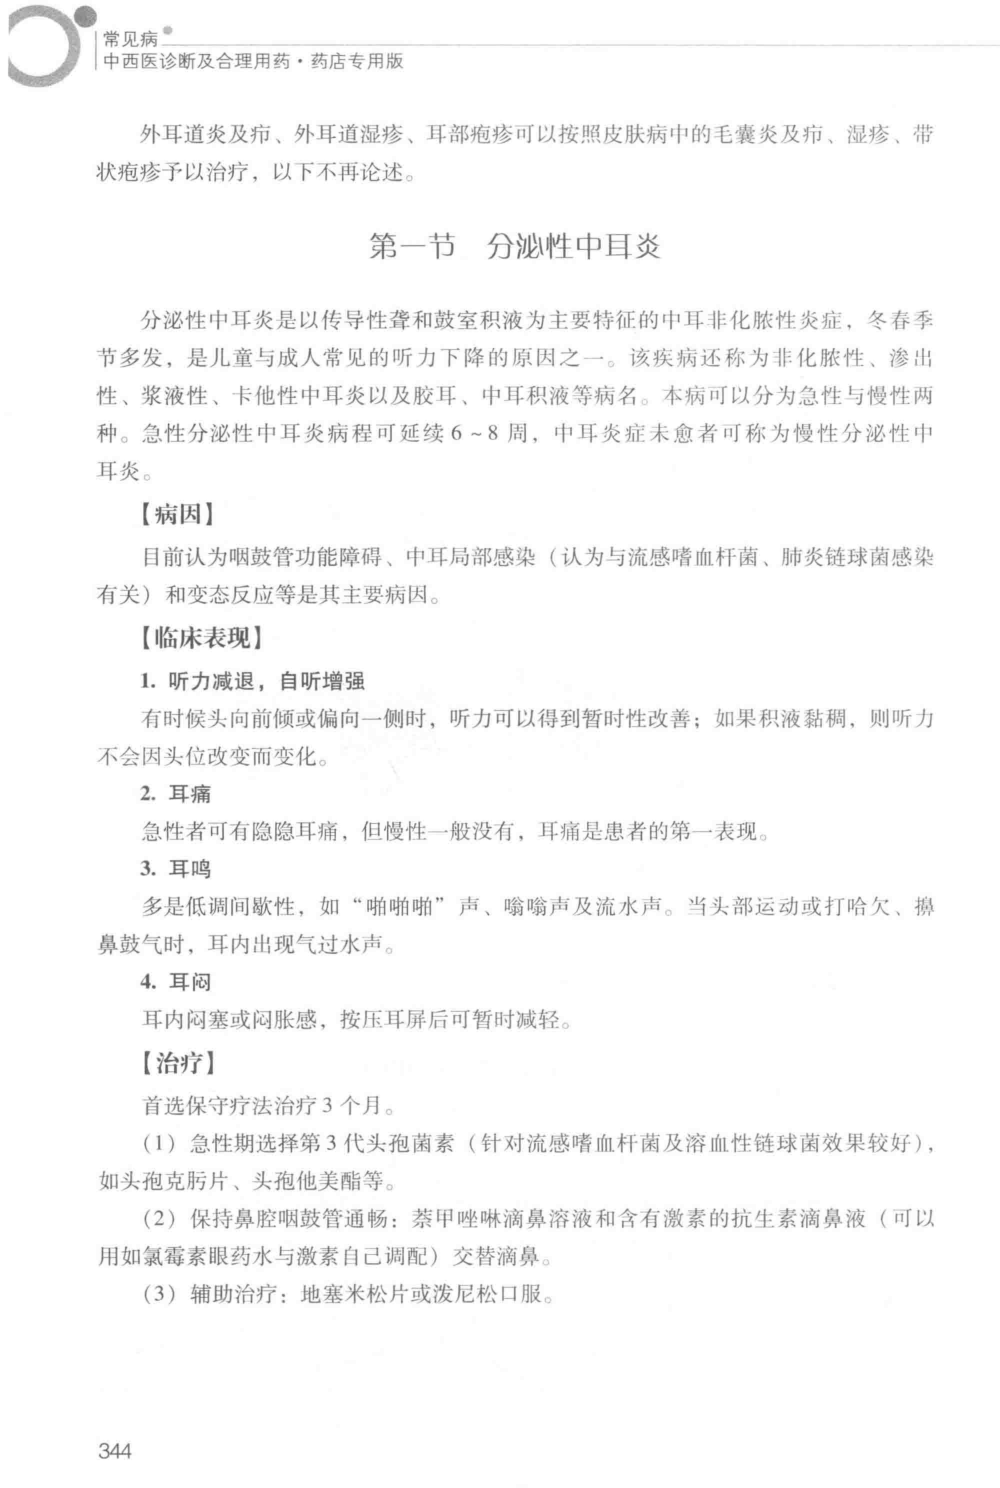 常见病
中西医诊断及合理用药·药店专用版
外耳道炎及疖、外耳道湿疹、耳部疱疹可以按照皮肤病中的毛囊炎及疖、湿疹、带
状疱疹予以治疗，以下不再论述。
第一节 分泌性中耳炎
分泌性中耳炎是以传导性聋和鼓室积液为主要特征的中耳非化脓性炎症，冬春季
节多发，是儿童与成人常见的听力下降的原因之一。该疾病还称为非化脓性、渗出
性、浆液性、卡他性中耳炎以及胶耳、中耳积液等病名。本病可以分为急性与慢性两
种。急性分泌性中耳炎病程可延续 6 ~ 8 周，中耳炎症未愈者可称为慢性分泌性中
耳炎。
【病因】
目前认为咽鼓管功能障碍、中耳局部感染（认为与流感嗜血杆菌、肺炎链球菌感染
有关）和变态反应等是其主要病因。
【临床表现】
1. 听力减退，自听增强
有时候头向前倾或偏向一侧时，听力可以得到暂时性改善；如果积液黏稠，则听力
不会因头位改变而变化。
2. 耳痛
急性者可有隐隐耳痛，但慢性一般没有，耳痛是患者的第一表现。
3. 耳鸣
多是低调间歇性，如“啪啪啪”声、嗡嗡声及流水声。当头部运动或打哈欠、擤
鼻鼓气时，耳内出现气过水声。
4. 耳闷
耳内闷塞或闷胀感，按压耳屏后可暂时减轻。
【治疗】
首选保守疗法治疗 3 个月。
（1）急性期选择第 3 代头孢菌素（针对流感嗜血杆菌及溶血性链球菌效果较好），
如头孢克肟片、头孢他美酯等。
（2）保持鼻腔咽鼓管通畅：萘甲唑啉滴鼻溶液和含有激素的抗生素滴鼻液（可以
用如氯霉素眼药水与激素自己调配）交替滴鼻。
（3）辅助治疗：地塞米松片或泼尼松口服。
344